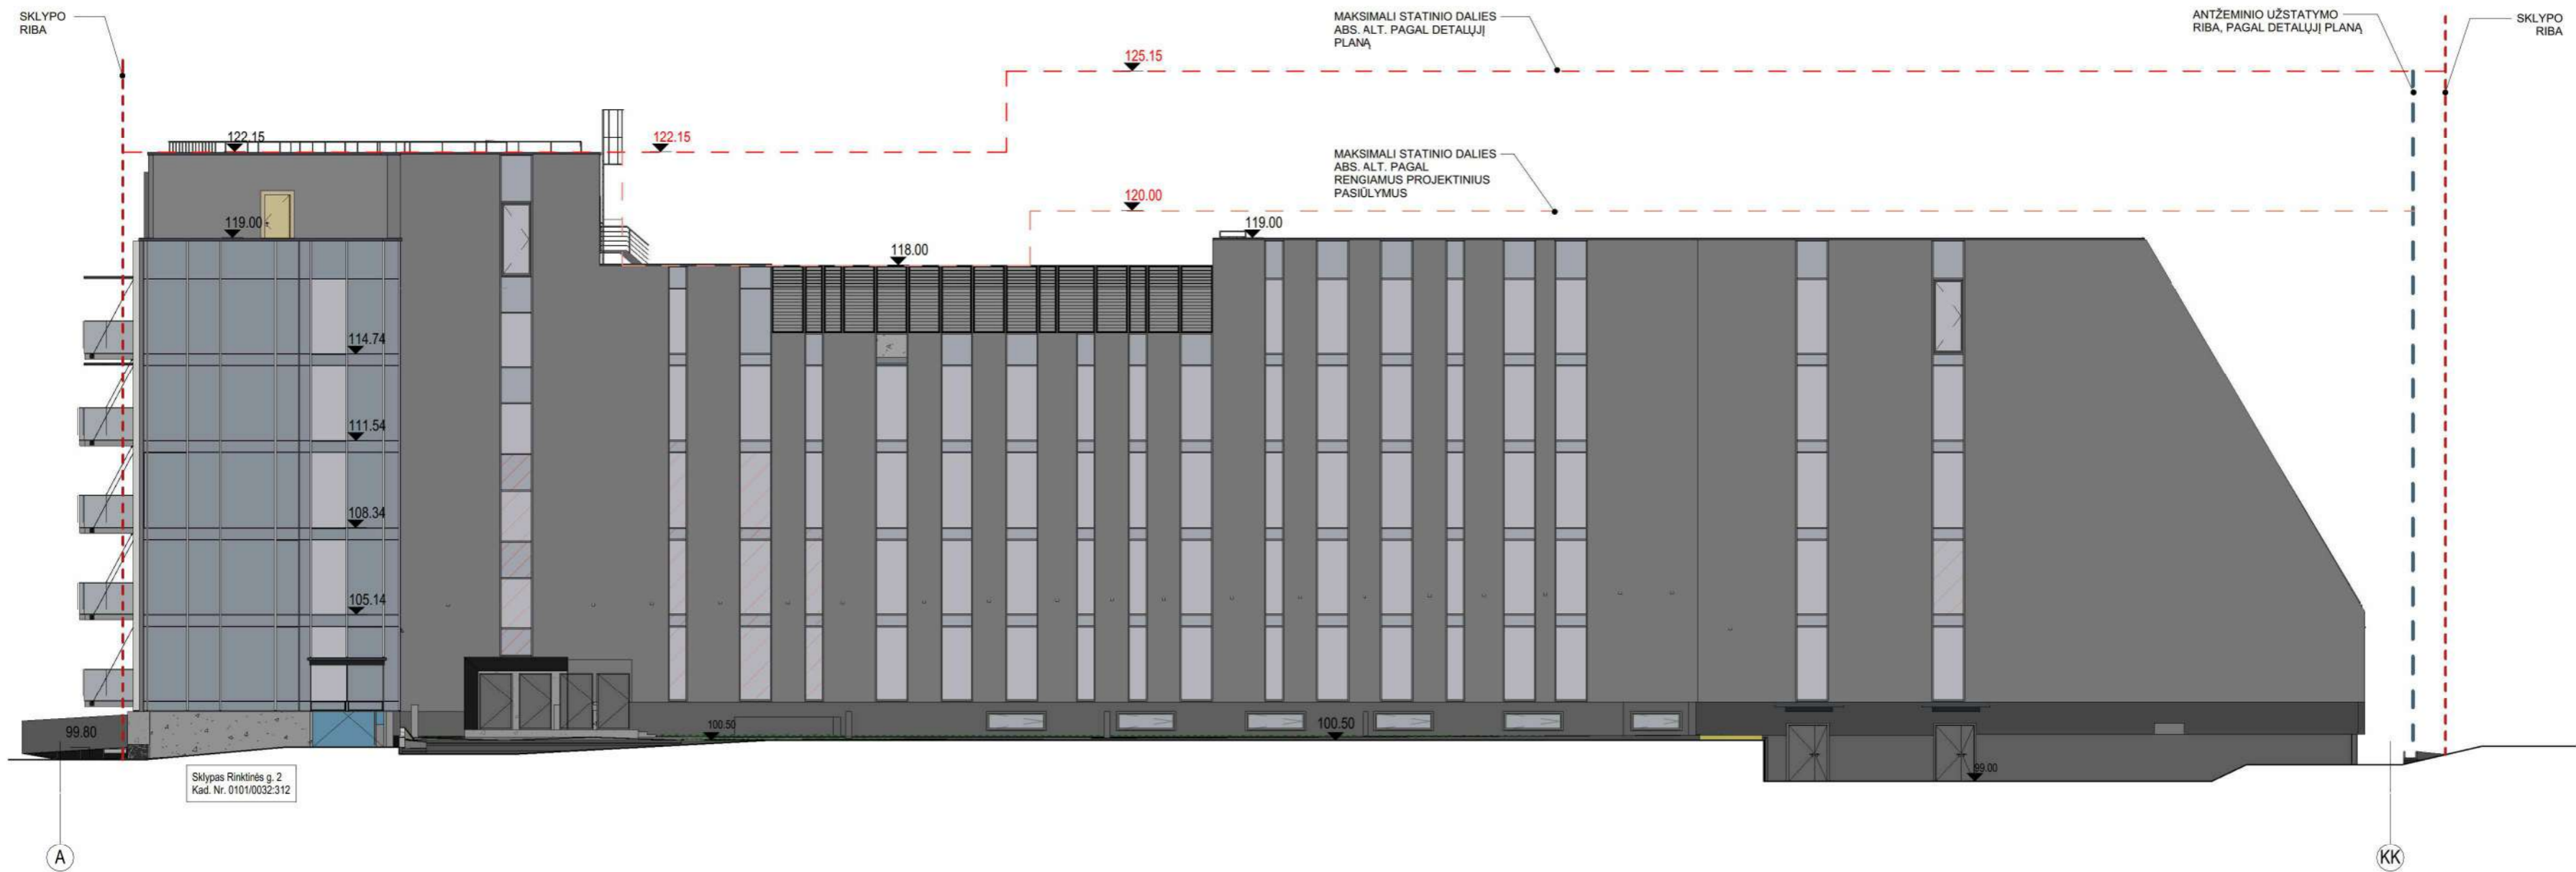 SKLYPO
RIBA
MAKSIMALI STATINIO DALIES
ABS. ALT. PAGAL DETALŲJĮ
PLANĄ
ANTŽEMINIO UŽSTATYMO
RIBA, PAGAL DETALŲJĮ PLANĄ
SKLYPO
RIBA
125.15
122.15
122.15
MAKSIMALI STATINIO DALIES
ABS. ALT. PAGAL
RENGIAMUS PROJEKTINIUS
PASIŪLYMUS
120.00
119.00
119.00
118.00
114.74
111.54
108.34
105.14
99.80
100.50
100.50
99.00
Sklypas Rinktinės g. 2
Kad. Nr. 0101/0032:312
A
KK